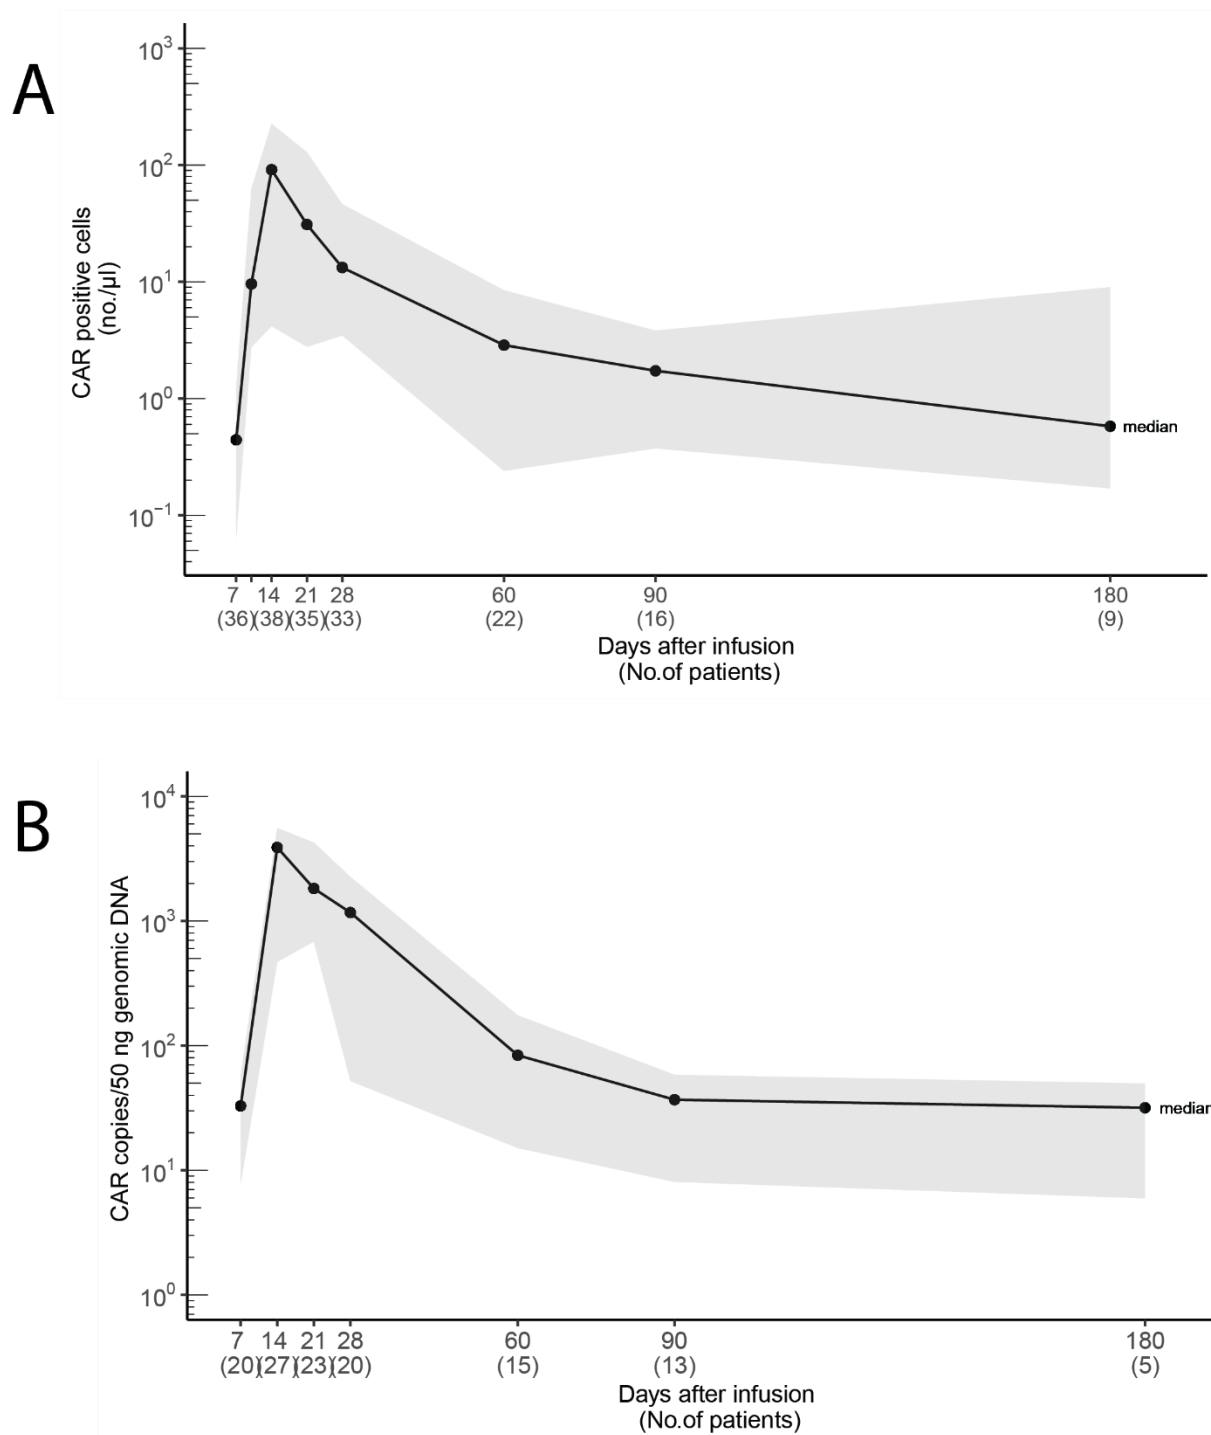 A
10³
10²
10¹
10⁰
10⁻¹
CAR positive cells
(no./µl)
median
7 14 21 28 60 90 180
(36) (38) (35) (33) (22) (16) (9)
Days after infusion
(No.of patients)
B
10⁴
10³
10²
10¹
10⁰
CAR copies/50 ng genomic DNA
median
7 14 21 28 60 90 180
(20) (27) (23) (20) (15) (13) (5)
Days after infusion
(No.of patients)